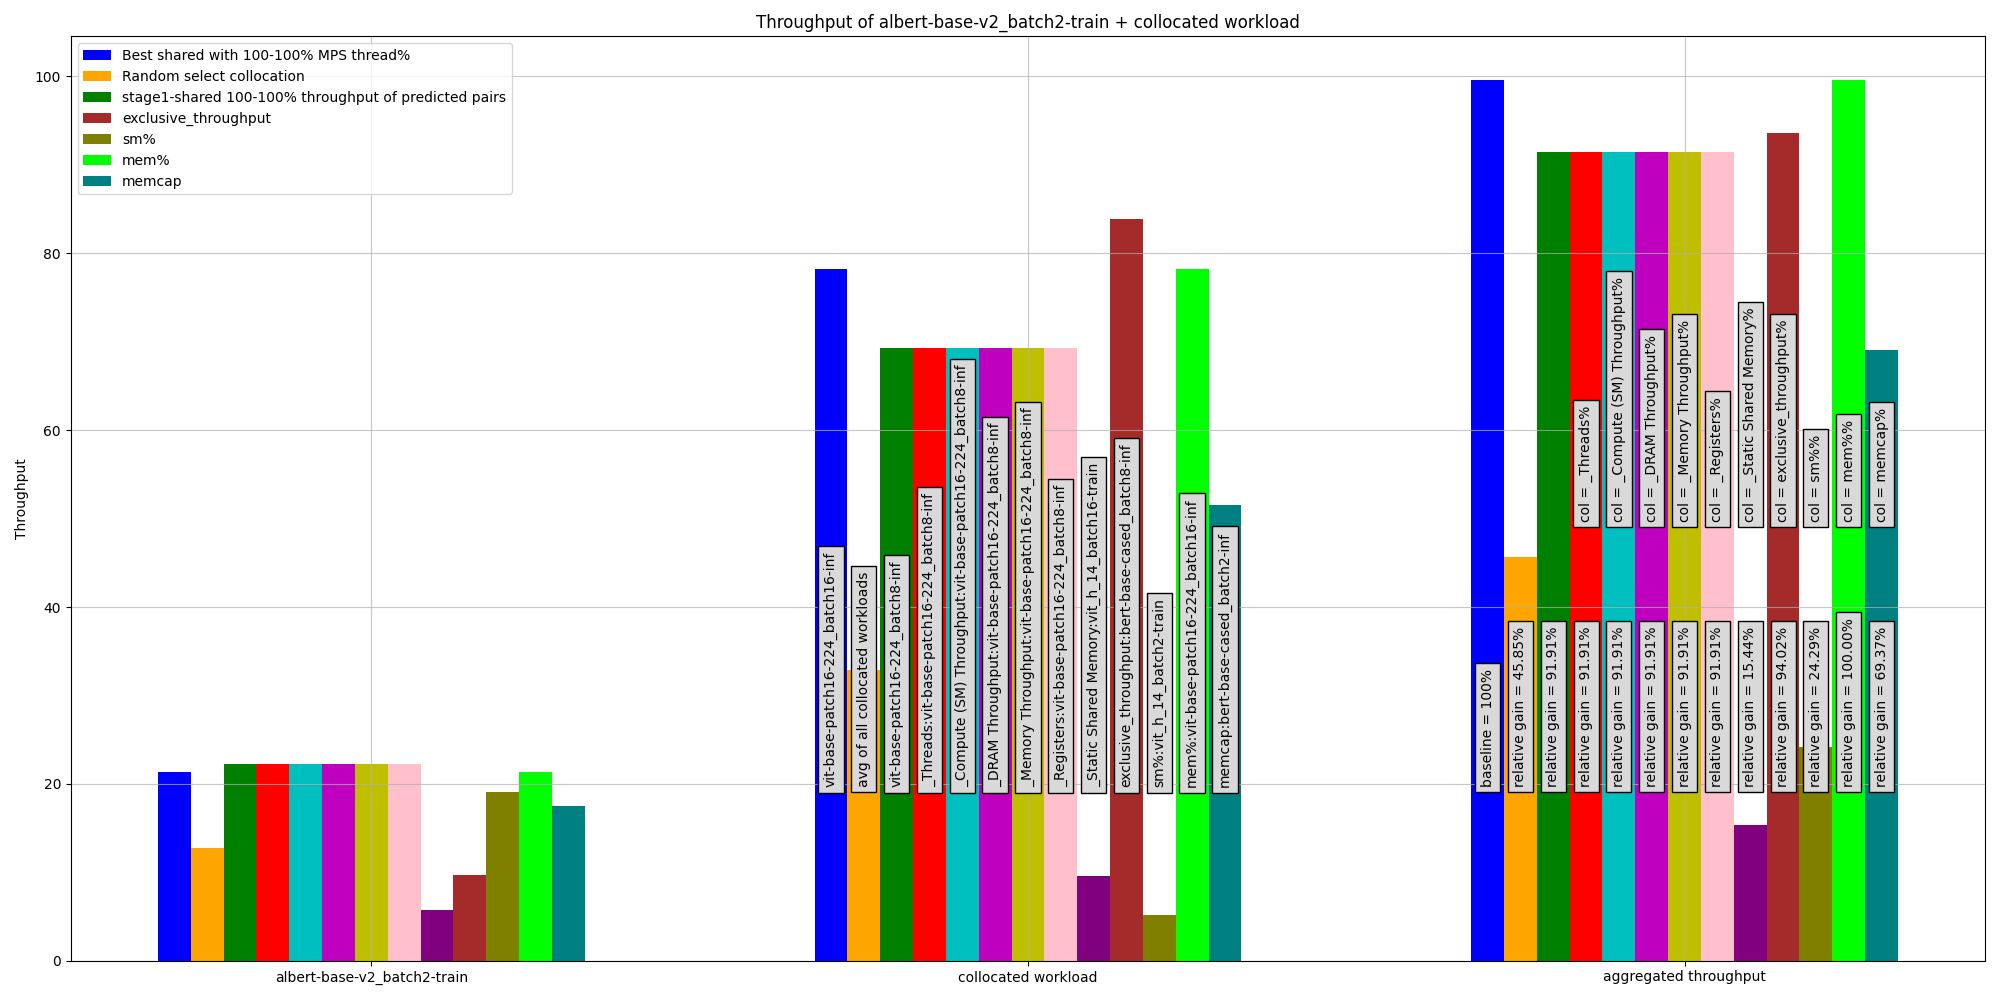 Throughput of albert-base-v2_batch2-train + collocated workload
Best shared with 100-100% MPS thread%
Random select collocation
stage1-shared 100-100% throughput of predicted pairs
exclusive_throughput
sm%
mem%
memcap
Throughput
100
80
60
40
20
0
vit-base-patch16-224_batch16-inf
avg of all collocated workloads
vit-base-patch16-224_batch8-inf
_Threads:vit-base-patch16-224_batch8-inf
_Compute (SM) Throughput:vit-base-patch16-224_batch8-inf
_DRAM Throughput:vit-base-patch16-224_batch8-inf
_Memory Throughput:vit-base-patch16-224_batch8-inf
_Registers:vit-base-patch16-224_batch8-inf
_Static Shared Memory:vit_h_14_batch16-train
exclusive_throughput:bert-base-cased_batch8-inf
sm%:vit_h_14_batch2-train
mem%:vit-base-patch16-224_batch16-inf
memcap:bert-base-cased_batch2-inf
col = _Threads%
col = _Compute (SM) Throughput%
col = _DRAM Throughput%
col = _Memory Throughput%
col = _Registers%
col = _Static Shared Memory%
col = exclusive_throughput%
col = sm%%
col = mem%%
col = memcap%
baseline = 100%
relative gain = 45.85%
relative gain = 91.91%
relative gain = 91.91%
relative gain = 91.91%
relative gain = 91.91%
relative gain = 91.91%
relative gain = 91.91%
relative gain = 15.44%
relative gain = 94.02%
relative gain = 24.29%
relative gain = 100.00%
relative gain = 69.37%
albert-base-v2_batch2-train
collocated workload
aggregated throughput